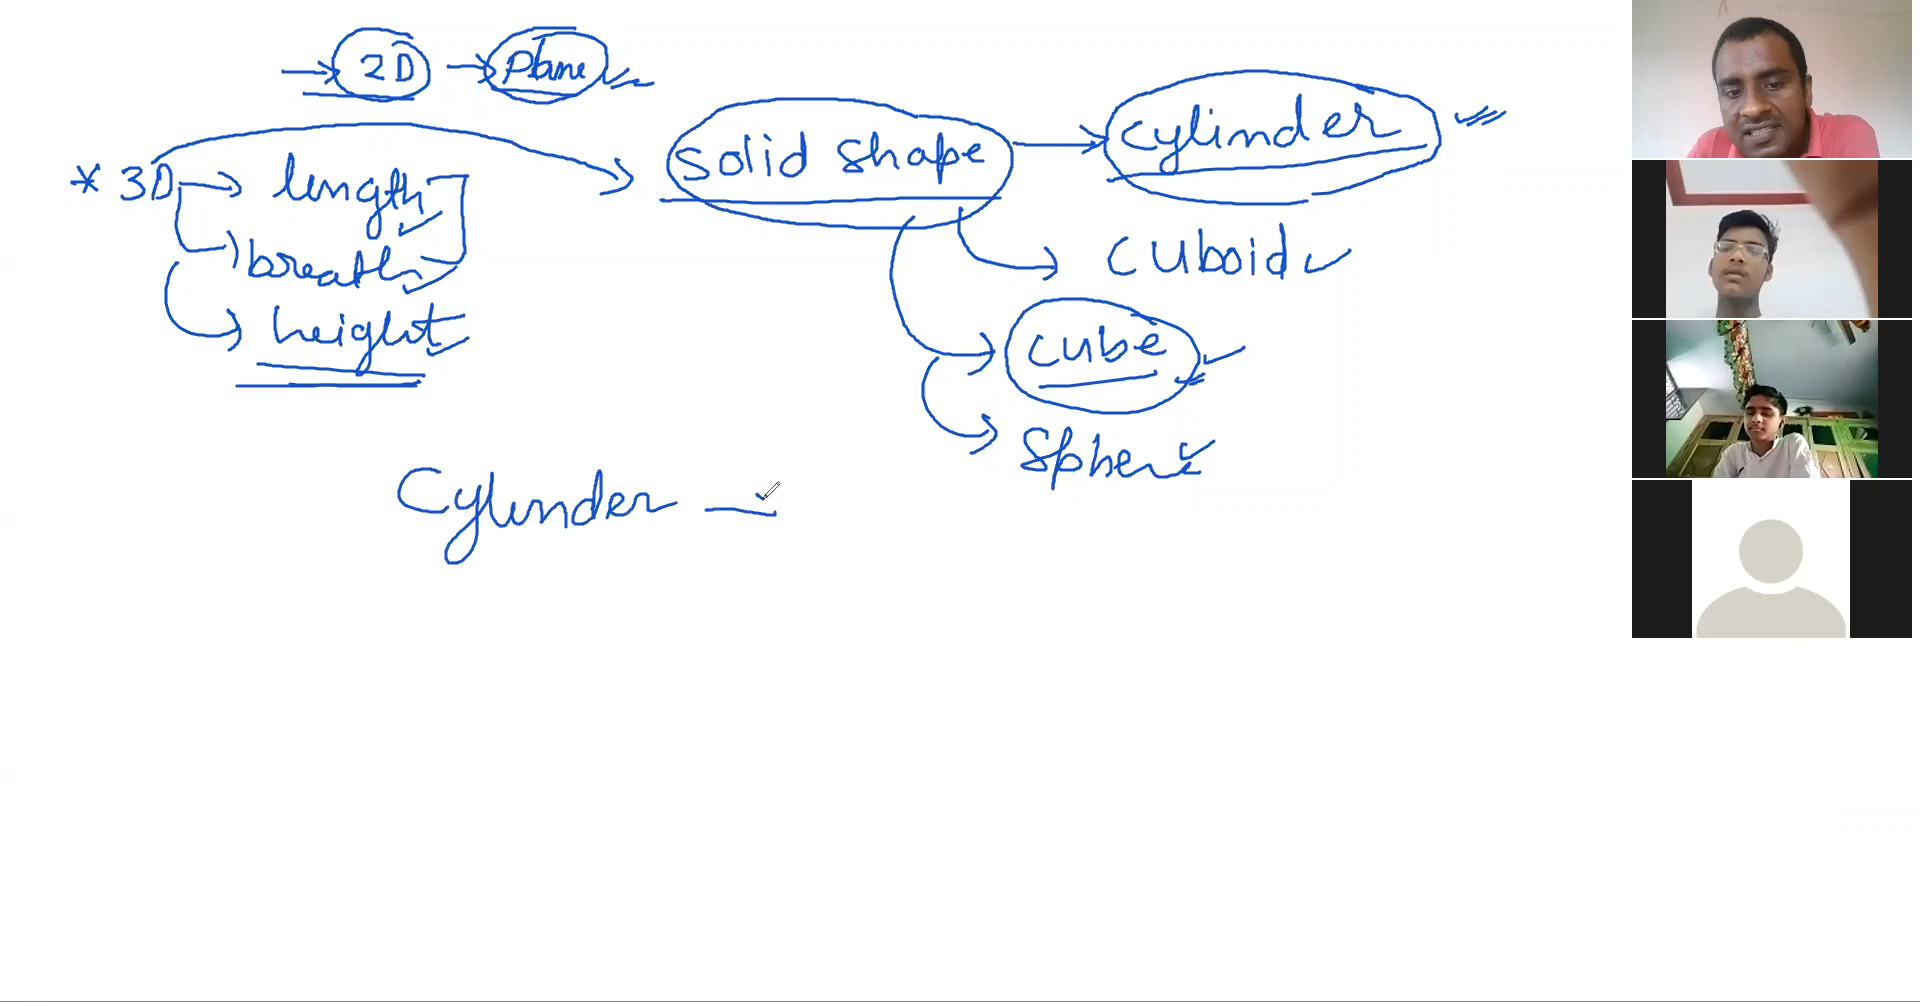 → 2D → Plane
solid shape → cylinder
* 3D → length
breath
height
cuboid
cube
Sphere
Cylinder —